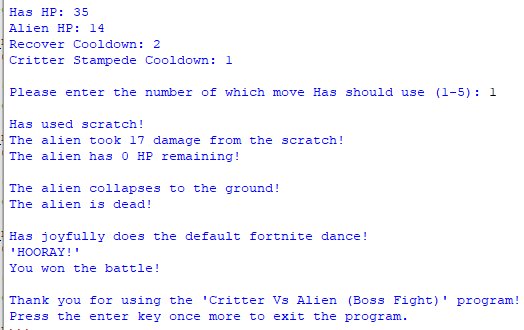 Has HP: 35
Alien HP: 14
Recover Cooldown: 2
Critter Stampede Cooldown: 1
Please enter the number of which move Has should use (1-5): 1
Has used scratch!
The alien took 17 damage from the scratch!
The alien has 0 HP remaining!
The alien collapses to the ground!
The alien is dead!
Has joyfully does the default fortnite dance!
'HOORAY!'
You won the battle!
Thank you for using the 'Critter Vs Alien (Boss Fight)' program!
Press the enter key once more to exit the program.